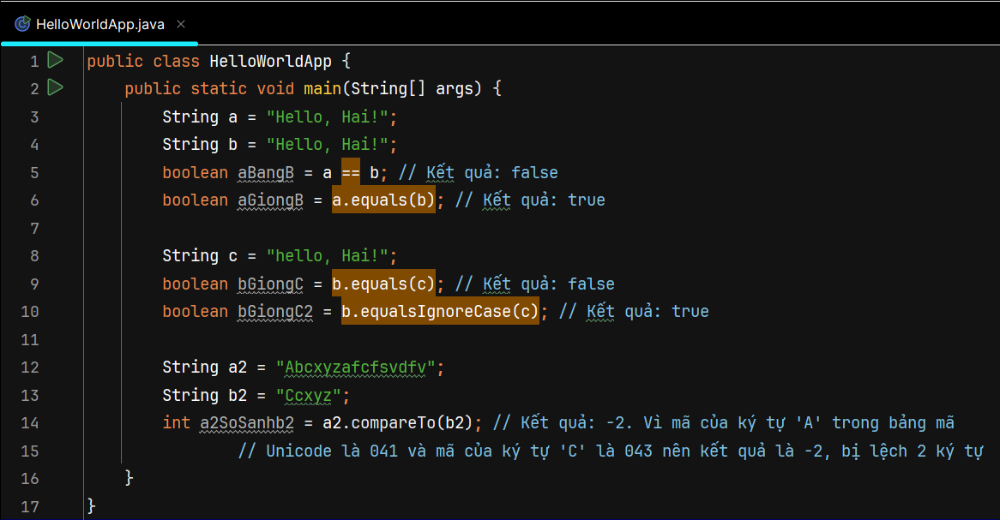 HelloWorldApp.java ×
1 public class HelloWorldApp {
2 public static void main(String[] args) {
3 String a = "Hello, Hai!";
4 String b = "Hello, Hai!";
5 boolean aBangB = a == b; // Kết quả: false
6 boolean aGiongB = a.equals(b); // Kết quả: true
7
8 String c = "hello, Hai!";
9 boolean bGiongC = b.equals(c); // Kết quả: false
10 boolean bGiongC2 = b.equalsIgnoreCase(c); // Kết quả: true
11
12 String a2 = "Abcxyzafcfsvdfv";
13 String b2 = "Ccxyz";
14 int a2SoSanhb2 = a2.compareTo(b2); // Kết quả: -2. Vì mã của ký tự 'A' trong bảng mã
15 // Unicode là 041 và mã của ký tự 'C' là 043 nên kết quả là -2, bị lệch 2 ký tự
16 }
17 }